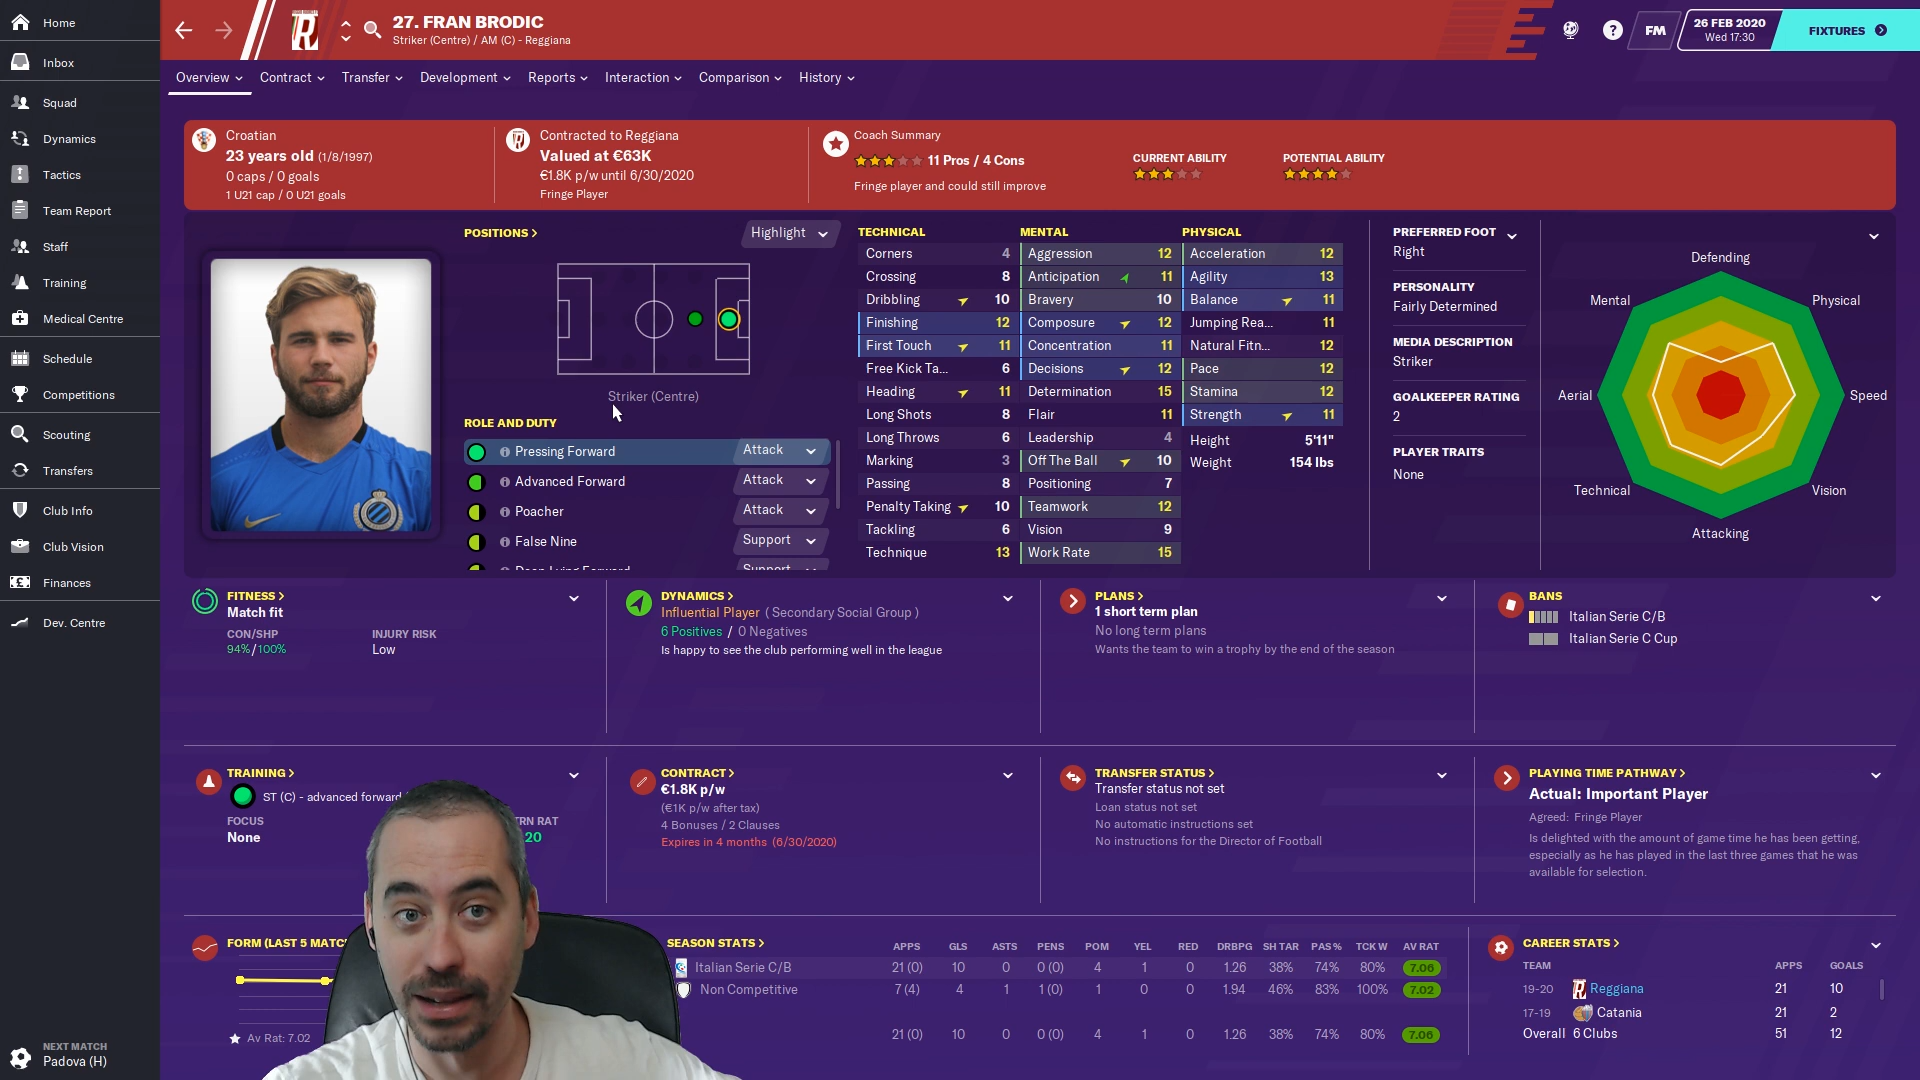 Home
Inbox
Squad
Dynamics
Tactics
Team Report
Staff
Training
Medical Centre
Schedule
Competitions
Scouting
Transfers
Club Info
Club Vision
Finances
Dev. Centre
NEXT MATCH
Padova (H)
27. FRAN BRODIC
Striker (Centre) / AM (C) - Reggiana
FM
26 FEB 2020
Wed 17:30
FIXTURES
Overview Contract Transfer Development Reports Interaction Comparison History
Croatian
23 years old (1/8/1997)
0 caps / 0 goals
1 U21 cap / 0 U21 goals
Contracted to Reggiana
Valued at €63K
€1.8K p/w until 6/30/2020
Fringe Player
Coach Summary
11 Pros / 4 Cons
Fringe player and could still improve
CURRENT ABILITY
POTENTIAL ABILITY
POSITIONS >
Highlight
Striker (Centre)
ROLE AND DUTY
Pressing Forward Attack
Advanced Forward Attack
Poacher Attack
False Nine Support
Deep Lying Forward Support
TECHNICAL
Corners 4
Crossing 8
Dribbling 10
Finishing 12
First Touch 11
Free Kick Ta... 6
Heading 11
Long Shots 8
Long Throws 6
Marking 3
Passing 8
Penalty Taking 10
Tackling 6
Technique 13
MENTAL
Aggression 12
Anticipation 11
Bravery 10
Composure 12
Concentration 11
Decisions 12
Determination 15
Flair 11
Leadership 4
Off The Ball 10
Positioning 7
Teamwork 12
Vision 9
Work Rate 15
PHYSICAL
Acceleration 12
Agility 13
Balance 11
Jumping Rea... 11
Natural Fitn... 12
Pace 12
Stamina 12
Strength 11
Height 5'11"
Weight 154 lbs
PREFERRED FOOT
Right
PERSONALITY
Fairly Determined
MEDIA DESCRIPTION
Striker
GOALKEEPER RATING
2
PLAYER TRAITS
None
Defending
Mental Physical
Aerial Speed
Technical Vision
Attacking
FITNESS >
Match fit
CON/SHP INJURY RISK
94%/100% Low
DYNAMICS >
Influential Player ( Secondary Social Group )
6 Positives / 0 Negatives
Is happy to see the club performing well in the league
PLANS >
1 short term plan
No long term plans
Wants the team to win a trophy by the end of the season
BANS
Italian Serie C/B
Italian Serie C Cup
TRAINING >
ST (C) - advanced forward
FOCUS TRN RAT
None 20
CONTRACT >
€1.8K p/w
(€1K p/w after tax)
4 Bonuses / 2 Clauses
Expires in 4 months (6/30/2020)
TRANSFER STATUS >
Transfer status not set
Loan status not set
No automatic instructions set
No instructions for the Director of Football
PLAYING TIME PATHWAY >
Actual: Important Player
Agreed: Fringe Player
Is delighted with the amount of game time he has been getting,
especially as he has played in the last three games that he was
available for selection.
FORM (LAST 5 MATC
Av Rat: 7.02
SEASON STATS > APPS GLS ASTS PENS POM YEL RED DRBPG SH TAR PAS % TCK W AV RAT
Italian Serie C/B 21 (0) 10 0 0 (0) 4 1 0 1.26 38% 74% 80% 7.06
Non Competitive 7 (4) 4 1 1 (0) 1 0 0 1.94 46% 83% 100% 7.02
21 (0) 10 0 0 (0) 4 1 0 1.26 38% 74% 80% 7.06
CAREER STATS >
TEAM APPS GOALS
19-20 Reggiana 21 10
17-19 Catania 21 2
Overall 6 Clubs 51 12